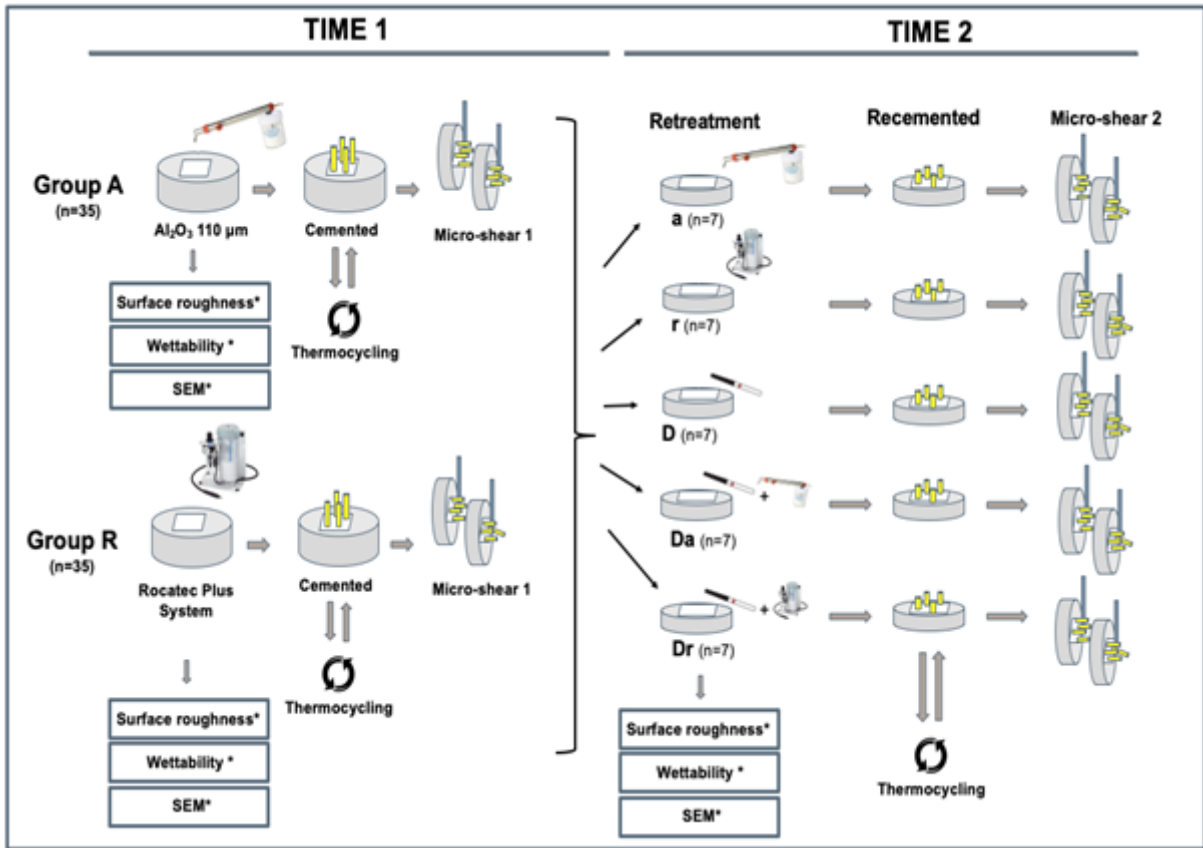 TIME 1
Group A
(n=35)
Al₂O₃ 110 µm
Cemented
Micro-shear 1
Surface roughness*
Wettability *
SEM*
Thermocycling
Group R
(n=35)
Rocatec Plus
System
Cemented
Micro-shear 1
Surface roughness*
Wettability *
SEM*
Thermocycling
TIME 2
Retreatment
Recemented
Micro-shear 2
a (n=7)
r (n=7)
D (n=7)
+
Da (n=7)
+
Dr (n=7)
Surface roughness*
Wettability *
SEM*
Thermocycling